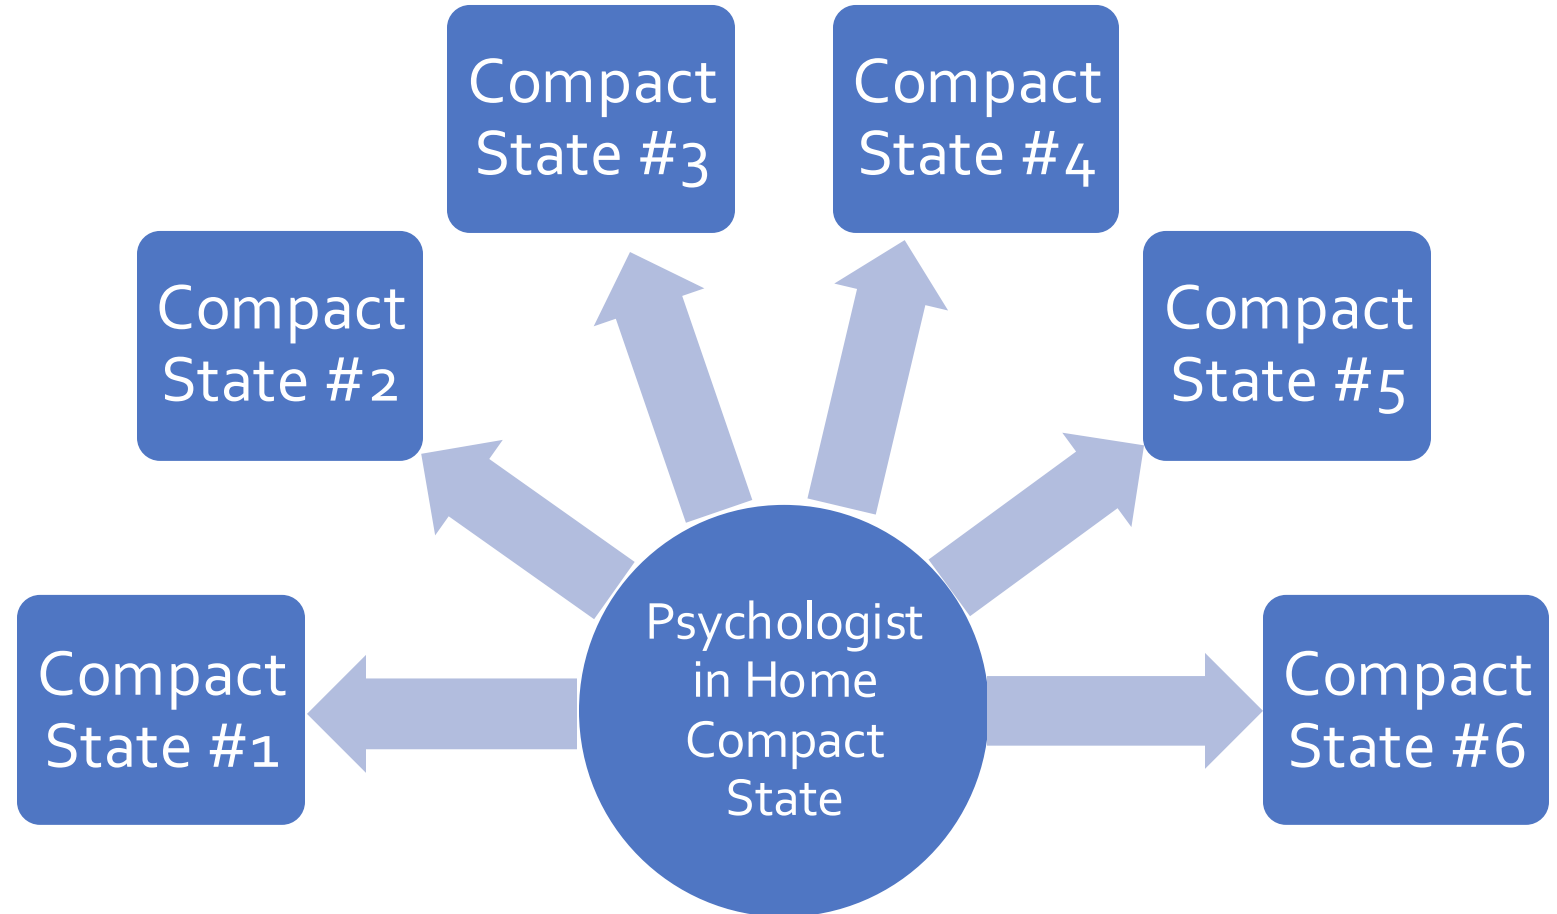 Compact
State #1
Compact
State #2
Compact
State #3
Compact
State #4
Compact
State #5
Compact
State #6
Psychologist
in Home
Compact
State